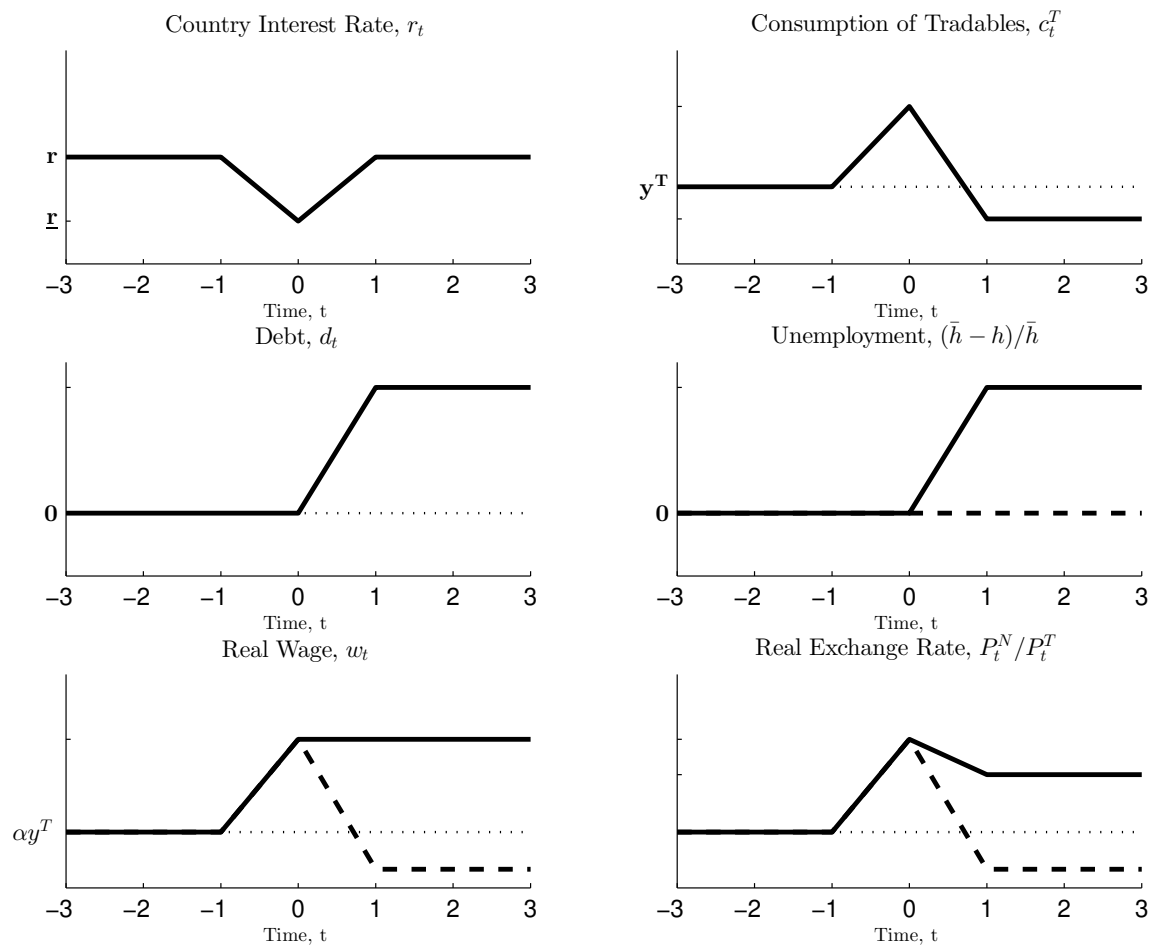 Country Interest Rate, r_t
r
r
−3 −2 −1 0 1 2 3
Time, t
Consumption of Tradables, c_t^T
y^T
−3 −2 −1 0 1 2 3
Time, t
Debt, d_t
0
−3 −2 −1 0 1 2 3
Time, t
Unemployment, (h̄ − h)/h̄
0
−3 −2 −1 0 1 2 3
Time, t
Real Wage, w_t
αy^T
−3 −2 −1 0 1 2 3
Time, t
Real Exchange Rate, P_t^N/P_t^T
−3 −2 −1 0 1 2 3
Time, t